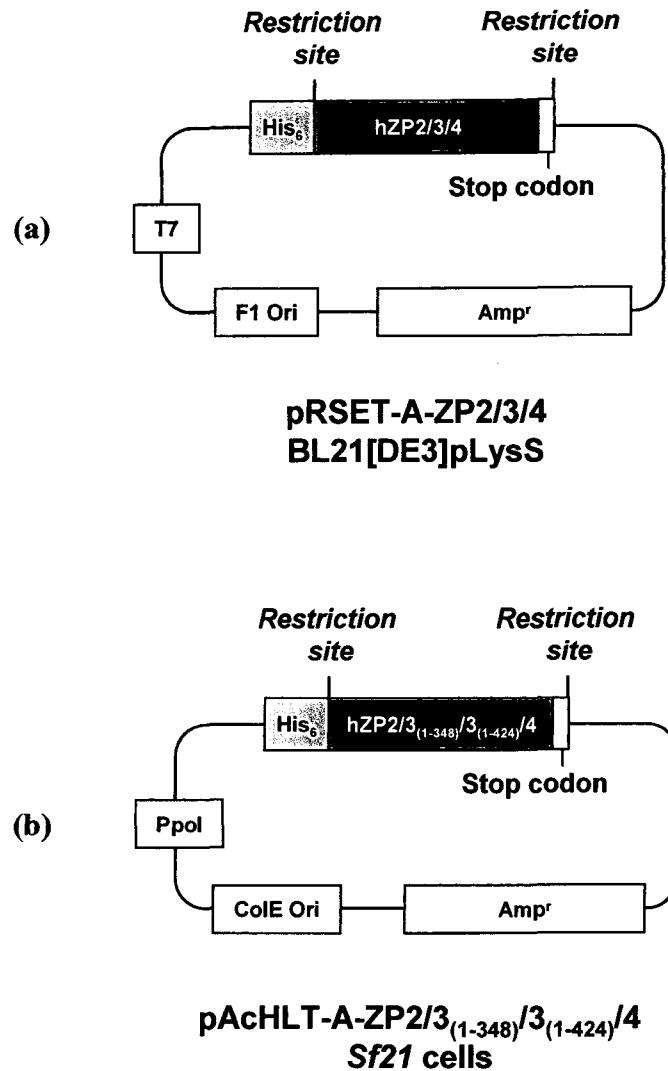 Restriction site
Restriction site
His6
hZP2/3/4
Stop codon
(a)
T7
F1 Ori
Ampr
pRSET-A-ZP2/3/4
BL21[DE3]pLysS
Restriction site
Restriction site
His6
hZP2/3(1-348)/3(1-424)/4
Stop codon
(b)
PpoI
ColE Ori
Ampr
pAcHLT-A-ZP2/3(1-348)/3(1-424)/4
Sf21 cells